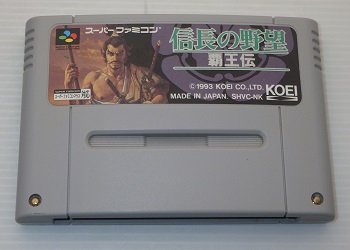 スーパーファミコン
信長の野望
覇王伝
©1993 KOEI CO.,LTD.
MADE IN JAPAN. SHVC-NK
KOEI